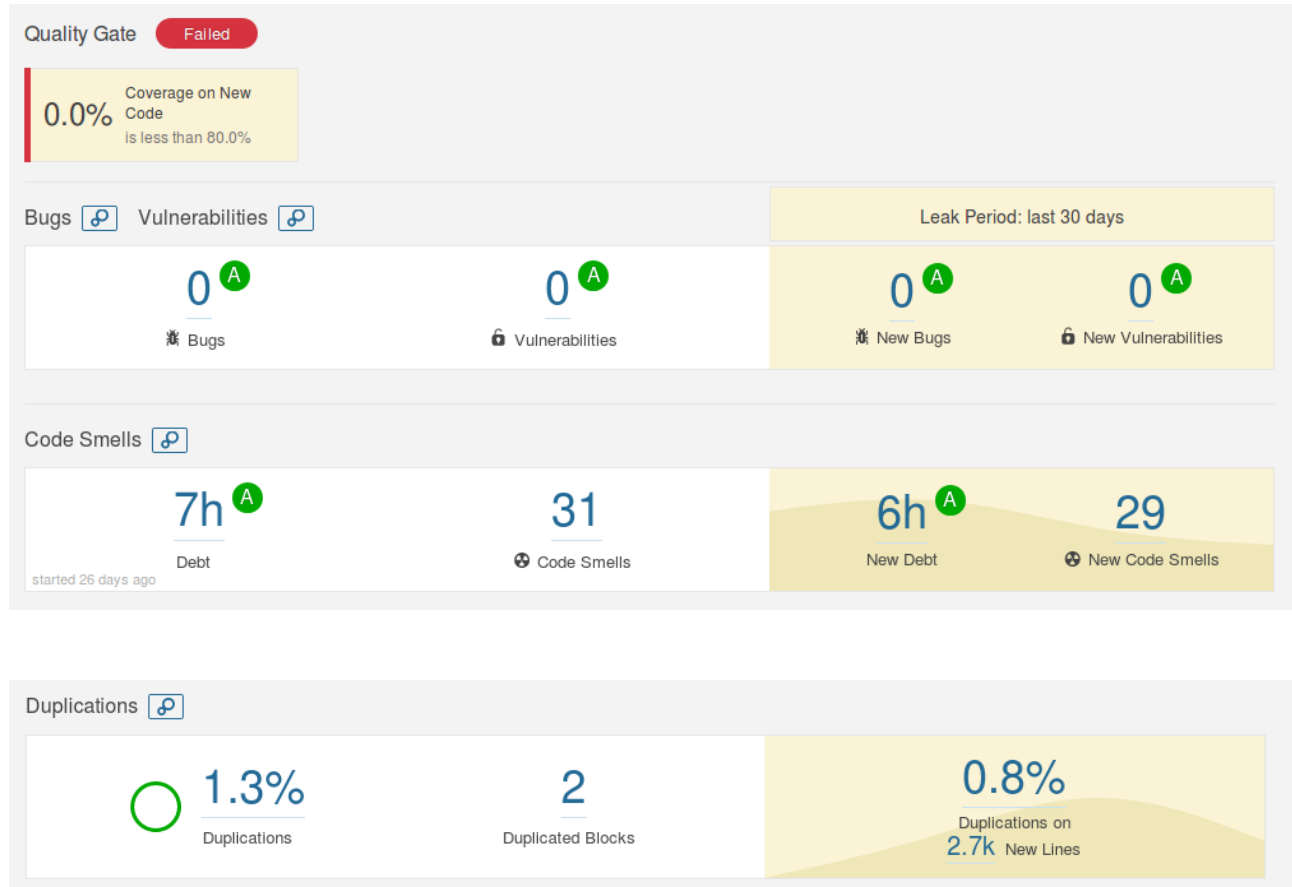 Quality Gate Failed
0.0% Coverage on New
Code
is less than 80.0%
Bugs Vulnerabilities Leak Period: last 30 days
0 A 0 A 0 A 0 A
Bugs Vulnerabilities New Bugs New Vulnerabilities
Code Smells
7h A 31 6h A 29
Debt Code Smells New Debt New Code Smells
started 26 days ago
Duplications
1.3% 2 0.8%
Duplications Duplicated Blocks Duplications on
2.7k New Lines